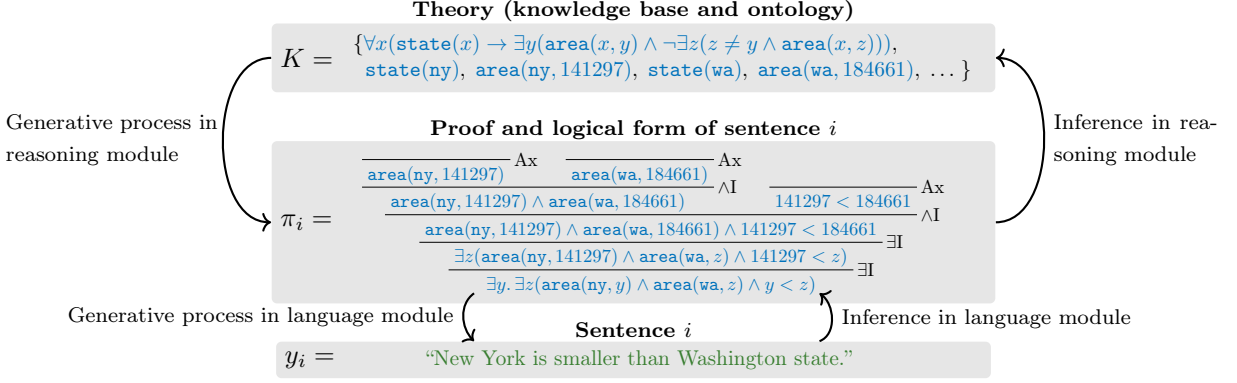 Theory (knowledge base and ontology)
K = {∀x(state(x) → ∃y(area(x, y) ∧ ¬∃z(z ≠ y ∧ area(x, z))),
state(ny), area(ny, 141297), state(wa), area(wa, 184661), … }
Generative process in
reasoning module
Inference in rea-
soning module
Proof and logical form of sentence i
Ax Ax
area(ny, 141297) area(wa, 184661) ∧I Ax
area(ny, 141297) ∧ area(wa, 184661) 141297 < 184661 ∧I
πᵢ =
area(ny, 141297) ∧ area(wa, 184661) ∧ 141297 < 184661 ∃I
∃z(area(ny, 141297) ∧ area(wa, z) ∧ 141297 < z) ∃I
∃y. ∃z(area(ny, y) ∧ area(wa, z) ∧ y < z)
Generative process in language module
Inference in language module
Sentence i
yᵢ = “New York is smaller than Washington state.”